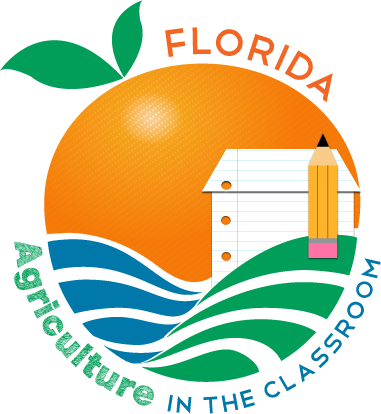 FLORIDA
Agriculture
IN THE CLASSROOM